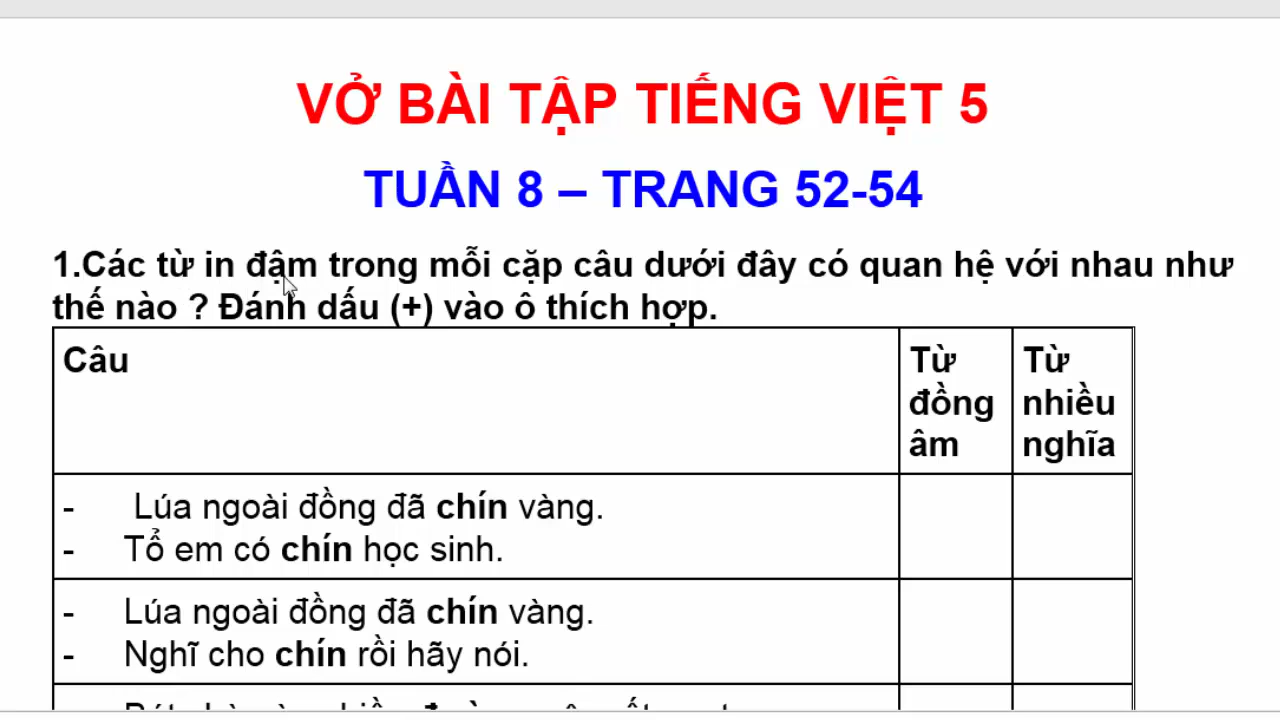 VỞ BÀI TẬP TIẾNG VIỆT 5
TUẦN 8 – TRANG 52-54
1.Các từ in đậm trong mỗi cặp câu dưới đây có quan hệ với nhau như
thế nào ? Đánh dấu (+) vào ô thích hợp.
Câu
Từ
đồng
âm
Từ
nhiều
nghĩa
- Lúa ngoài đồng đã chín vàng.
- Tổ em có chín học sinh.
- Lúa ngoài đồng đã chín vàng.
- Nghĩ cho chín rồi hãy nói.